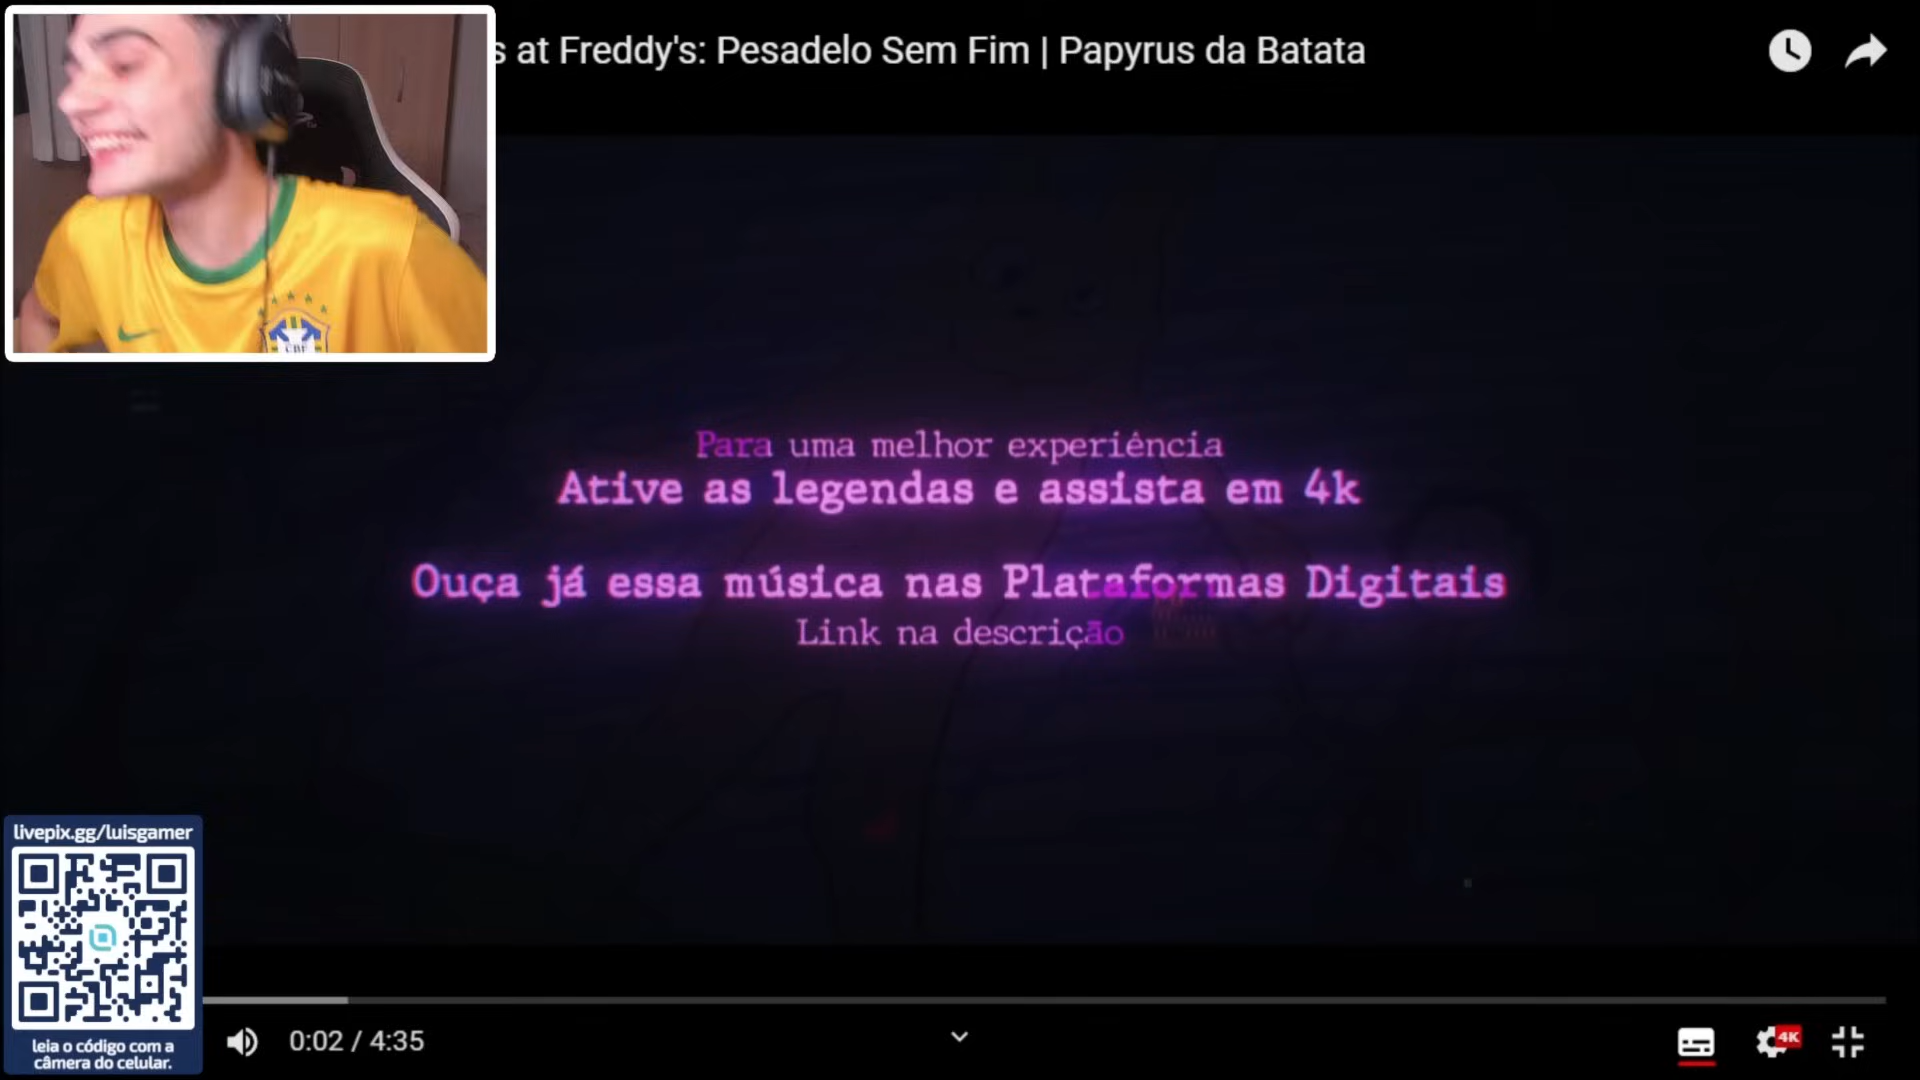 s at Freddy's: Pesadelo Sem Fim | Papyrus da Batata
CBF
Para uma melhor experiência
Ative as legendas e assista em 4k
Ouça já essa música nas Plataformas Digitais
Link na descrição
livepix.gg/luisgamer
leia o código com a
câmera do celular.
0:02 / 4:35
4K